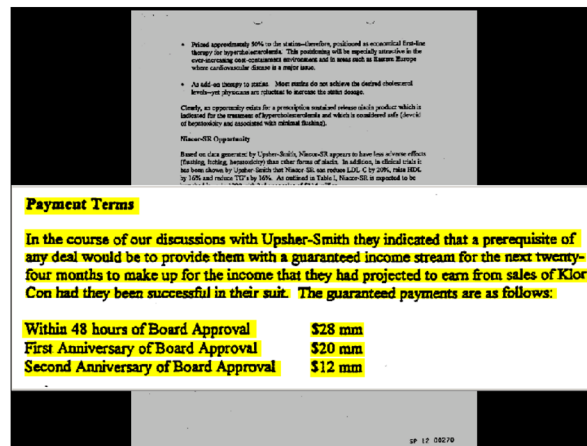 • Priced approximately 50% to the statins—therefore, positioned as economical first-line
therapy for hypercholesterolemia. This positioning will be especially attractive in the
ever-increasing cost-containment environment and in areas such as Eastern Europe
where cardiovascular disease is a major issue.
• As add-on therapy to statins. Most statins do not achieve the desired cholesterol
levels—yet physicians are reluctant to increase the statin dosage.
Clearly, an opportunity exists for a prescription sustained release niacin product which is
indicated for the treatment of hypercholesterolemia and which is considered safe (devoid
of hepatotoxicity and associated with minimal flushing).
Niacor-SR Opportunity
Based on data generated by Upsher-Smith, Niacor-SR appears to have less adverse effects
(flushing, itching, hepatotoxicity) than other forms of niacin. In addition, in clinical trials it
has been shown by Upsher-Smith that Niacor SR can reduce LDL-C by 20%, raise HDL
by 16% and reduce TG's by 16%. As outlined in Table I, Niacor-SR is expected to be
Payment Terms
In the course of our discussions with Upsher-Smith they indicated that a prerequisite of
any deal would be to provide them with a guaranteed income stream for the next twenty-
four months to make up for the income that they had projected to earn from sales of Klor
Con had they been successful in their suit. The guaranteed payments are as follows:
Within 48 hours of Board Approval $28 mm
First Anniversary of Board Approval $20 mm
Second Anniversary of Board Approval $12 mm
SP 12 00270